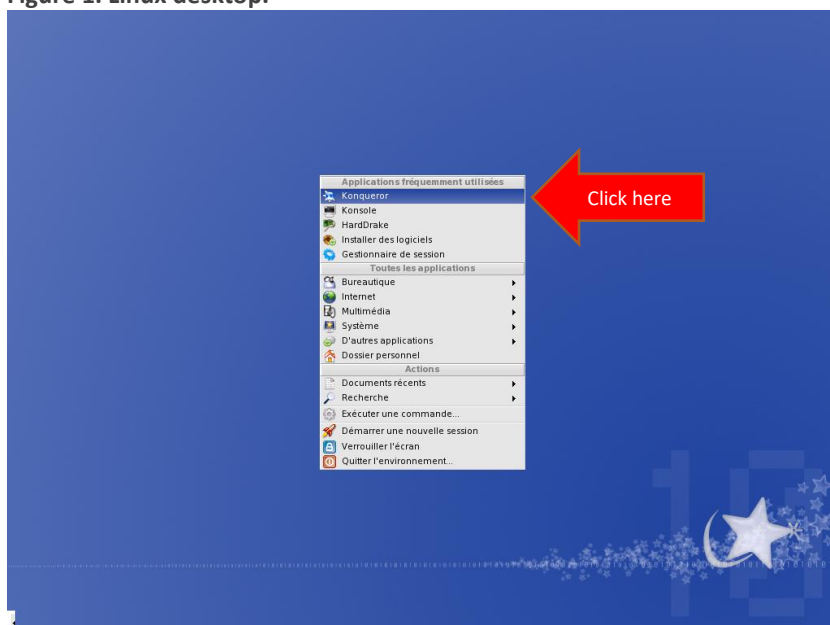 Figure 1. Linux desktop.
Applications fréquemment utilisées
Konqueror
Click here
Konsole
HardDrake
Installer des logiciels
Gestionnaire de session
Toutes les applications
Bureautique
Internet
Multimédia
Système
D'autres applications
Dossier personnel
Actions
Documents récents
Recherche
Exécuter une commande...
Démarrer une nouvelle session
Verrouiller l'écran
Quitter l'environnement...